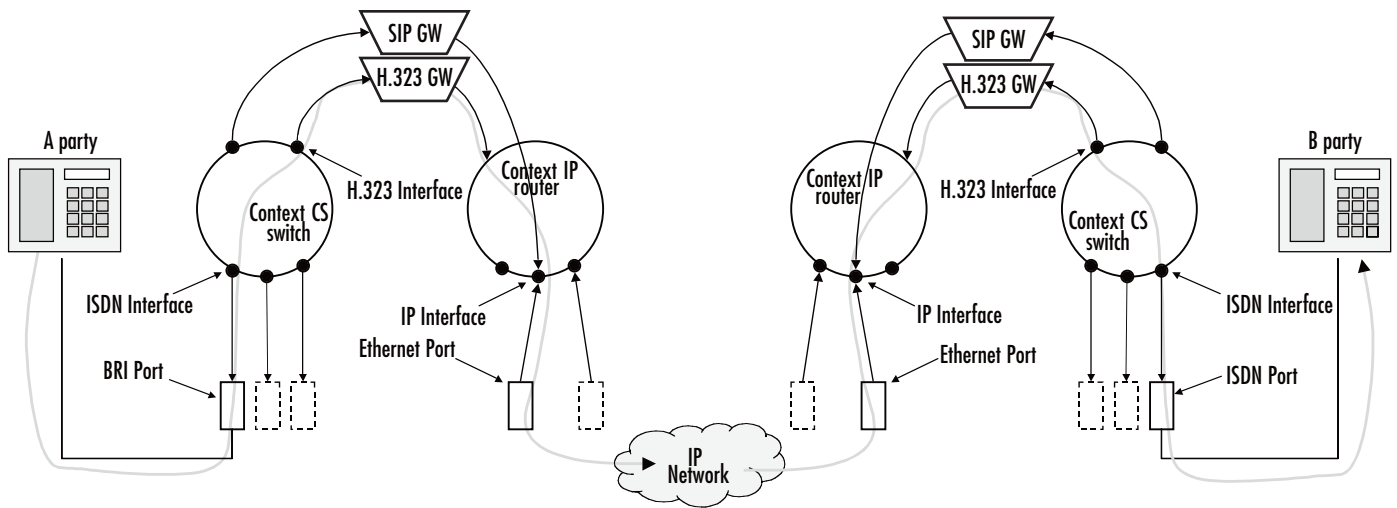 SIP GW
H.323 GW
A party
H.323 Interface
Context CS
switch
Context IP
router
ISDN Interface
IP Interface
Ethernet Port
BRI Port
IP
Network
SIP GW
H.323 GW
B party
H.323 Interface
Context IP
router
Context CS
switch
IP Interface
ISDN Interface
Ethernet Port
ISDN Port